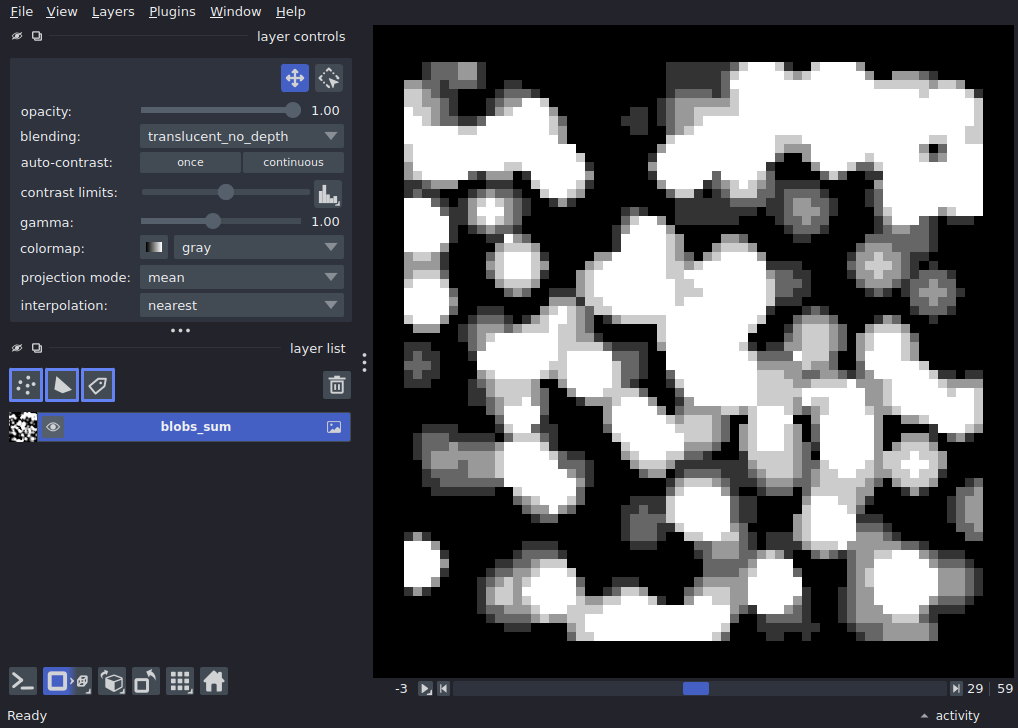 File View Layers Plugins Window Help
layer controls
opacity: 1.00
blending: translucent_no_depth
auto-contrast: once continuous
contrast limits:
gamma: 1.00
colormap: gray
projection mode: mean
interpolation: nearest
layer list
blobs_sum
-3 29 59
Ready activity